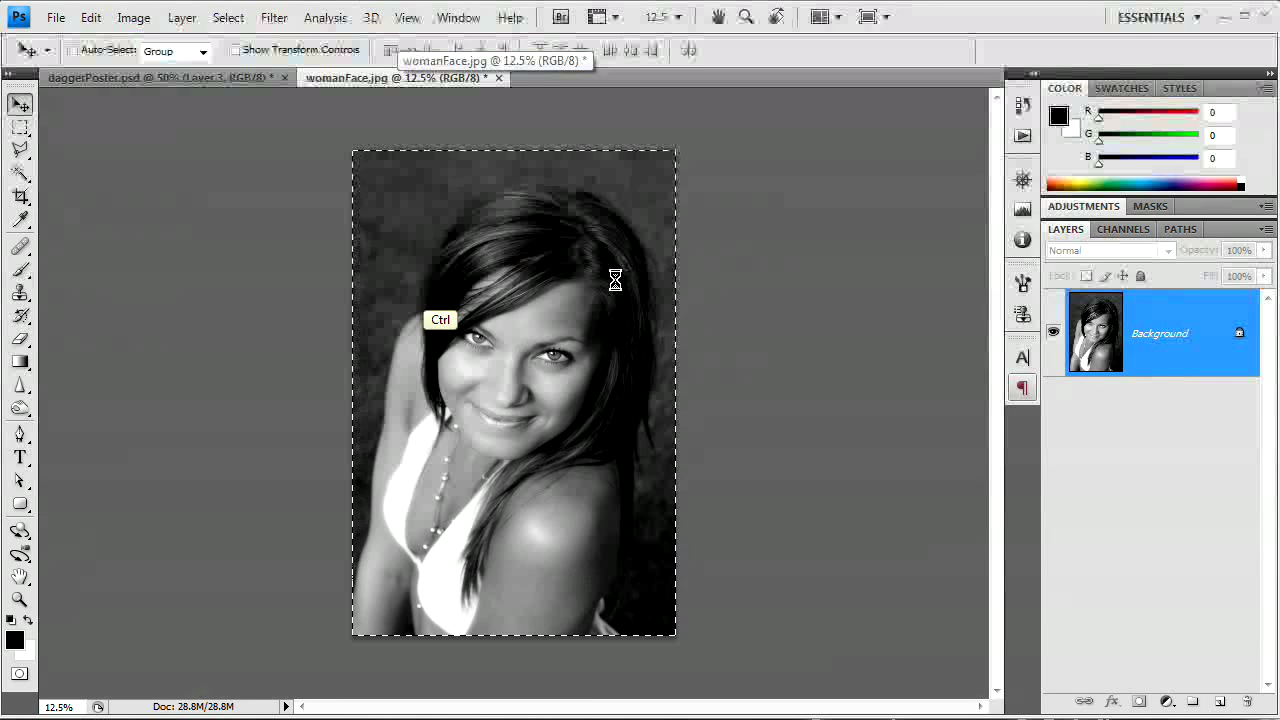 Ps File Edit Image Layer Select Filter Analysis 3D View Window Help Br 12.5 ESSENTIALS
Auto-Select: Group Show Transform Controls
womanFace.jpg @ 12.5% (RGB/8) *
daggerPoster.psd @ 50% (Layer 3, RGB/8) * × womanFace.jpg @ 12.5% (RGB/8) * ×
COLOR SWATCHES STYLES
R 0
G 0
B 0
ADJUSTMENTS MASKS
LAYERS CHANNELS PATHS
Normal Opacity: 100%
Lock: Fill: 100%
Ctrl
Background
12.5% Doc: 28.8M/28.8M